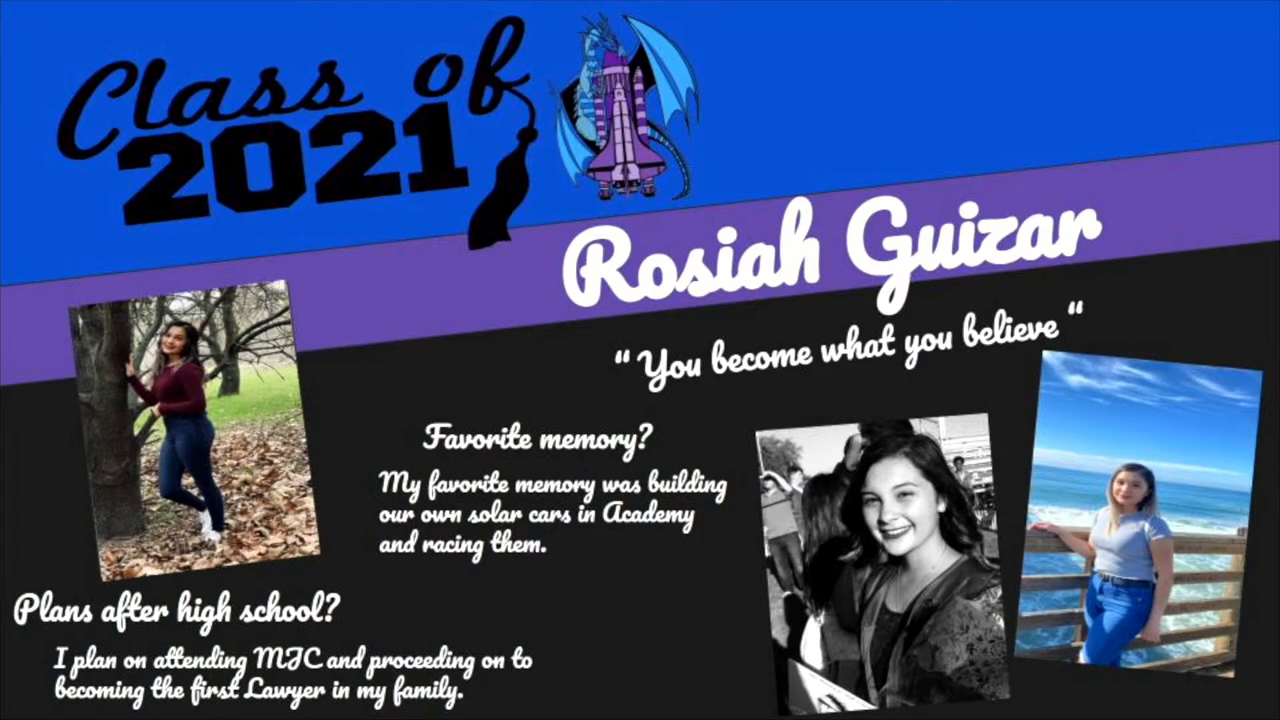 Class of
2021
Rosiah Guizar
“ You become what you believe “
Favorite memory?
My favorite memory was building
our own solar cars in Academy
and racing them.
Plans after high school?
I plan on attending MJC and proceeding on to
becoming the first Lawyer in my family.